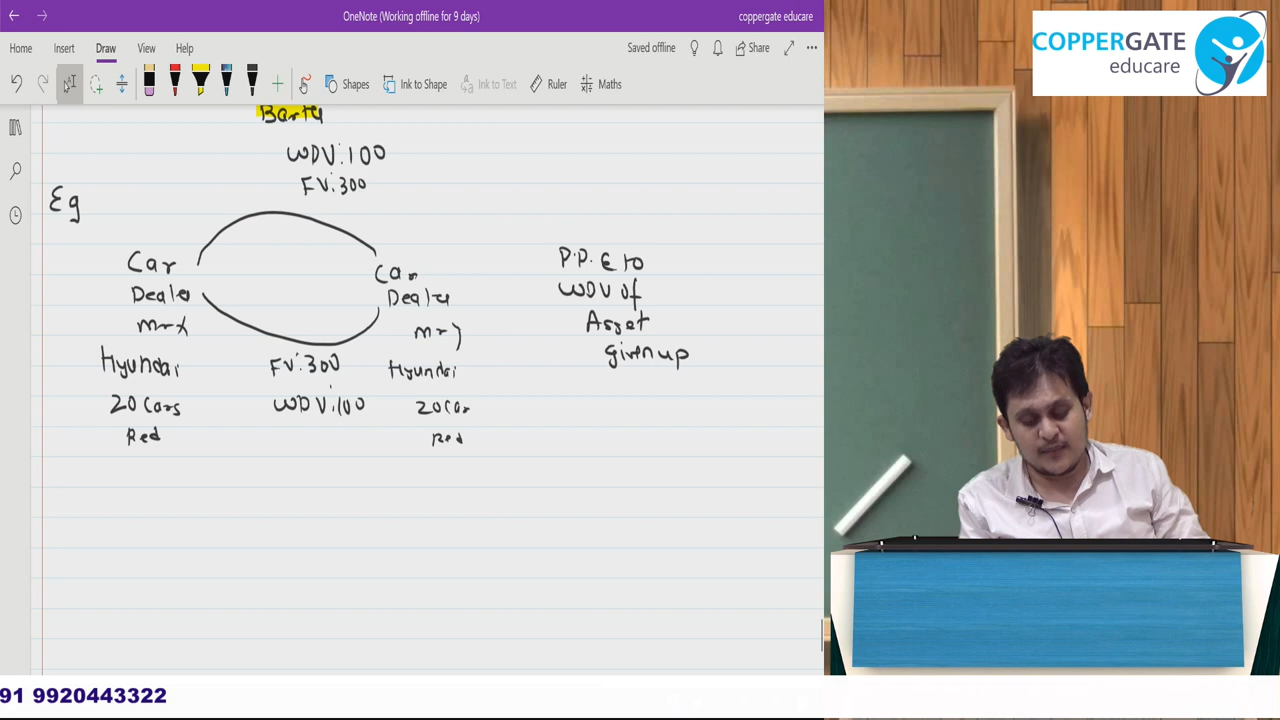 OneNote (Working offline for 9 days)
coppergate educare
Home Insert Draw View Help
Saved offline
Share
Shapes
Ink to Shape
Ink to Text
Ruler
Maths
COPPERGATE
educare
Barter
WDV:100
FV:300
Eg
Car
Dealer
Mr X
Hyundai
20 Cars
Red
FV:300
WDV:100
Car
Dealer
Mr Y
Hyundai
20 Car
Red
P.P.E to
WDV of
Asset
given up
91 9920443322